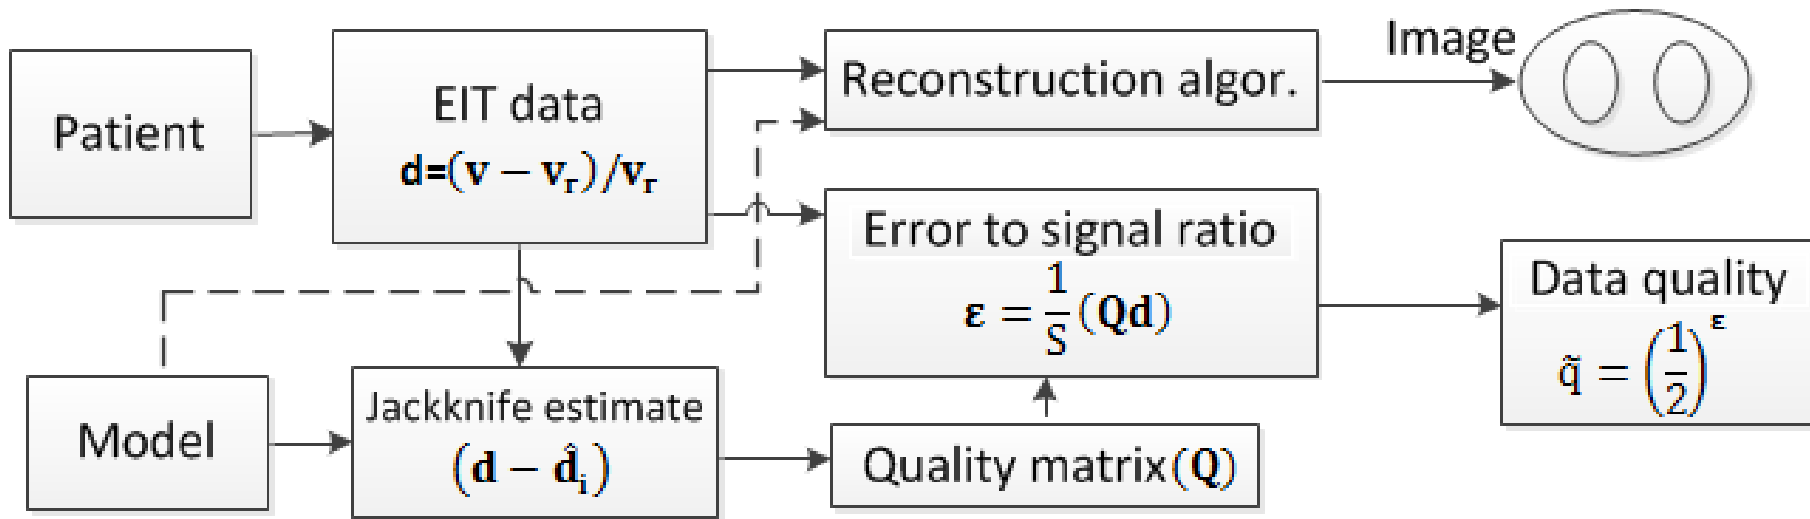 Patient
EIT data
d=(v − vᵣ)/vᵣ
Reconstruction algor.
Image
Error to signal ratio
ε = 1/S (Qd)
Data quality
q̃ = (1/2)^ε
Model
Jackknife estimate
(d − d̂ᵢ)
Quality matrix(Q)